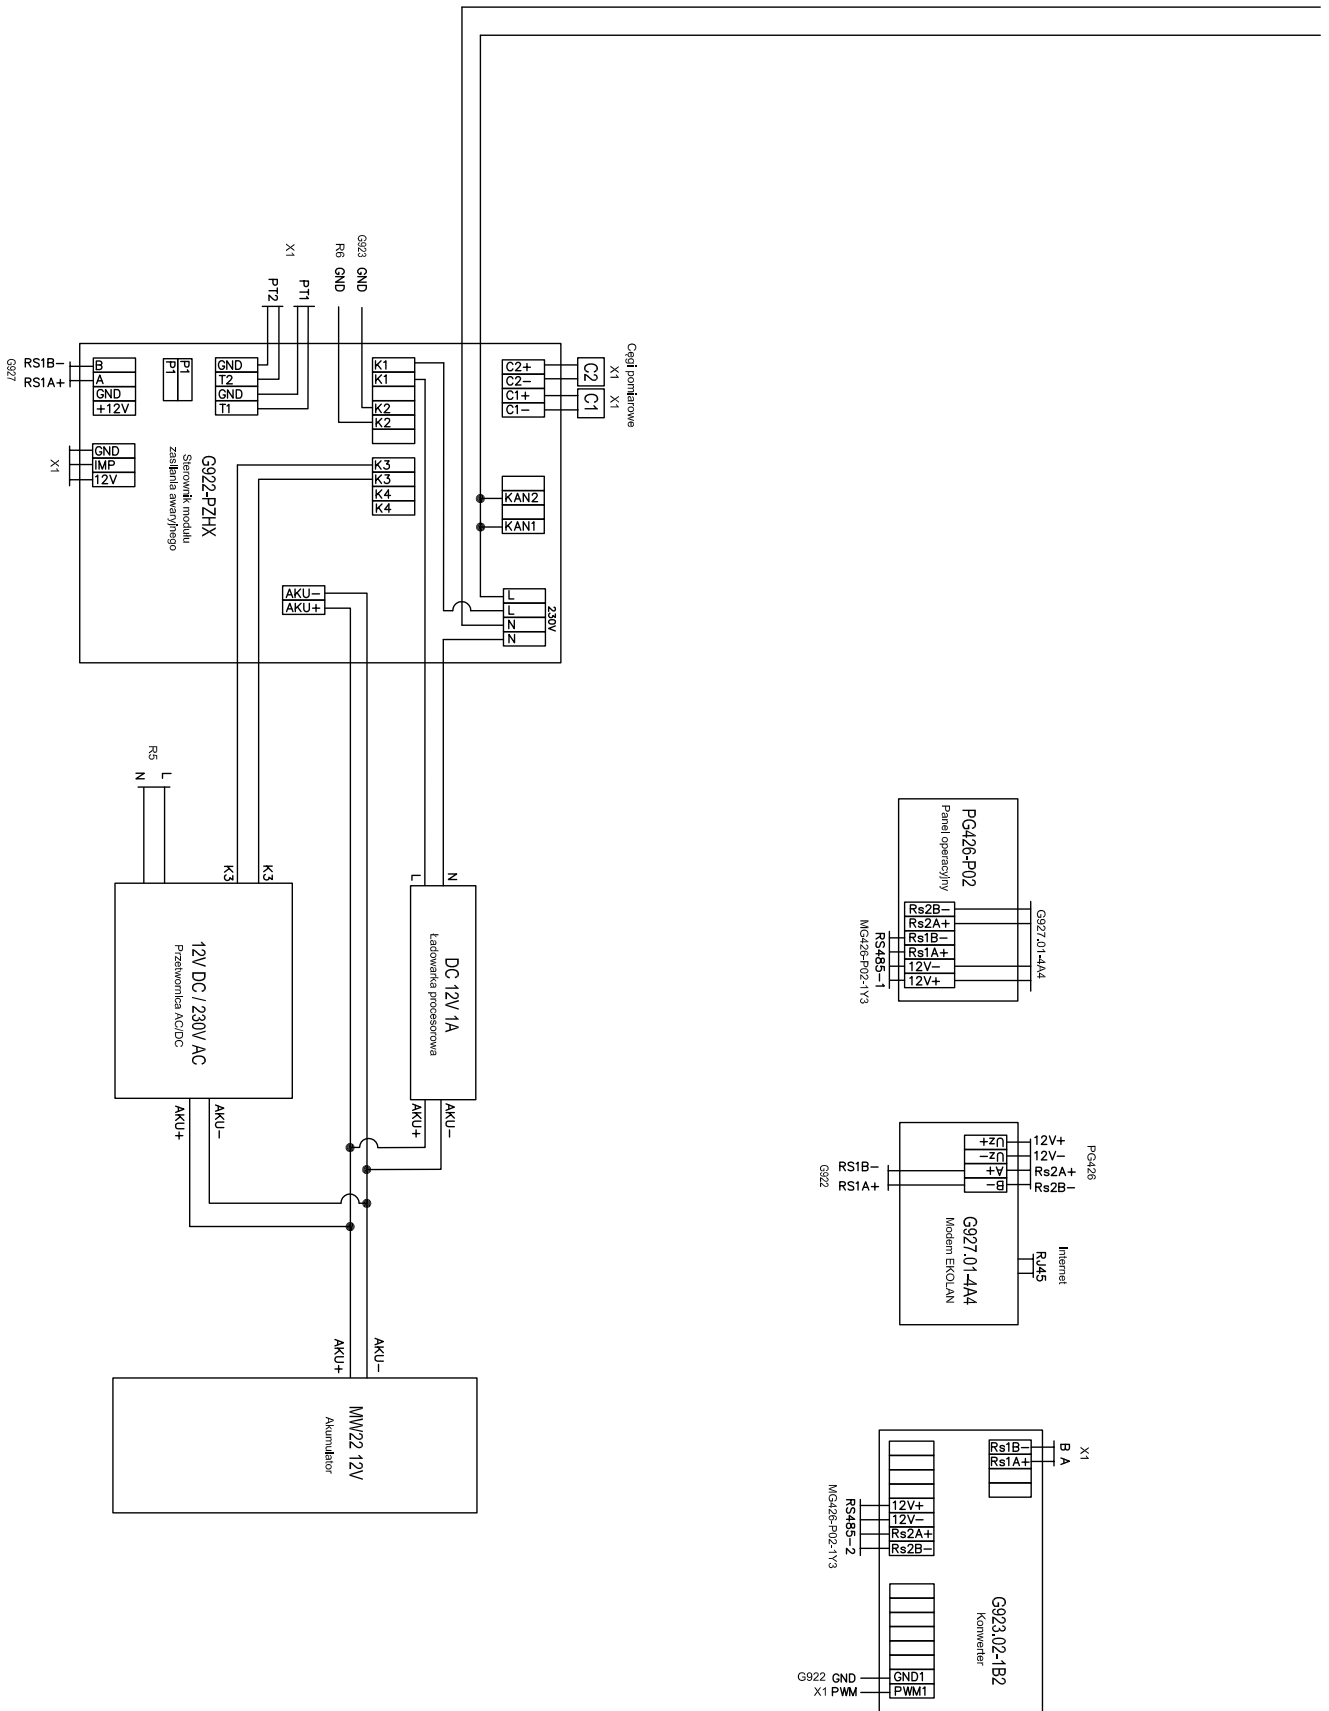 Cęgi pomiarowe
X1
X1
C2
C1
C2+
C2-
C1+
C1-
KAN2
KAN1
L
L
N
N
230V
G923 GND
R6 GND
X1
PT1
PT2
K1
K1
K2
K2
K3
K3
K4
K4
GND
T2
GND
T1
P1
P1
RS1B-
RS1A+
G927
B
A
GND
+12V
X1
GND
IMP
12V
G922-PZHX
Sterownik modułu
zasilania awaryjnego
AKU-
AKU+
R5
L
N
K3
K3
12V DC / 230V AC
Przetwornica AC/DC
AKU-
AKU+
N
L
DC 12V 1A
Ładowarka procesorowa
AKU-
AKU+
AKU-
AKU+
MW22 12V
Akumulator
PG426-P02
Panel operacyjny
Rs2B-
Rs2A+
Rs1B-
Rs1A+
12V-
12V+
G927.01-4A4
RS485-1
MG426-P02-1Y3
PG426
12V+
12V-
Rs2A+
Rs2B-
Uz+
Uz-
A+
B-
RS1B-
RS1A+
G922
G927.01-4A4
Modem EKOLAN
Internet
RJ45
X1
B
A
Rs1B-
Rs1A+
12V+
12V-
Rs2A+
Rs2B-
RS485-2
MG426-P02-1Y3
G923.02-1B2
Konwerter
G922 GND
X1 PWM
GND1
PWM1